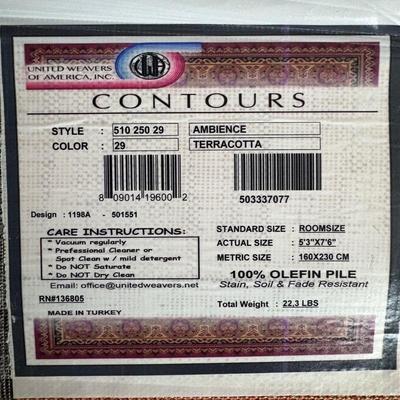 UNITED WEAVERS
OF AMERICA, INC.
UWA
CONTOURS
STYLE : 510 250 29 AMBIENCE
COLOR : 29 TERRACOTTA
8 09014 19600 2
503337077
Design : 1198A - 501551
CARE INSTRUCTIONS:
* Vacuum regularly
* Professional Cleaner or
Spot Clean w / mild detergent
* Do NOT Saturate
* Do NOT Dry Clean
Email: office@unitedweavers.net
RN#136805
MADE IN TURKEY
STANDARD SIZE : ROOMSIZE
ACTUAL SIZE : 5'3"X7'6"
METRIC SIZE : 160X230 CM
100% OLEFIN PILE
Stain, Soil & Fade Resistant
Total Weight : 22,3 LBS